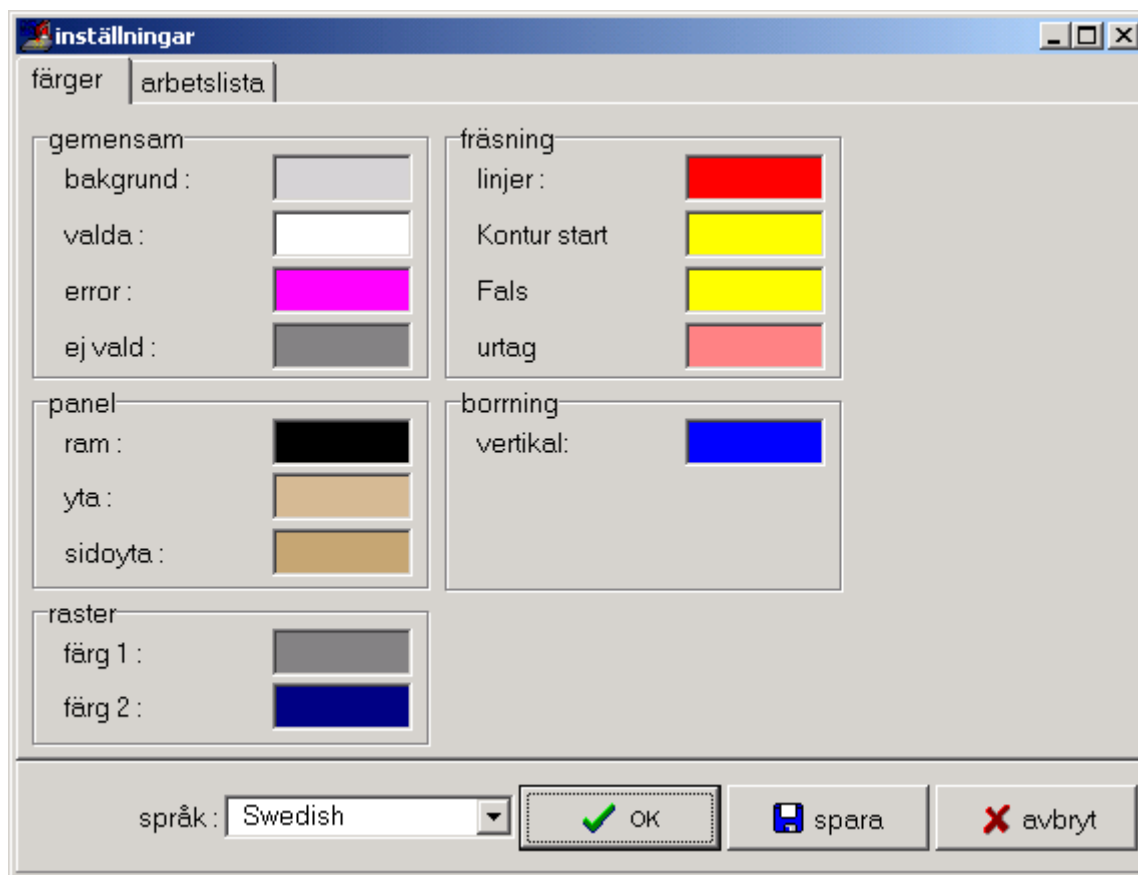 inställningar
färger
arbetslista
gemensam
bakgrund :
valda :
error :
ej vald :
fräsning
linjer :
Kontur start
Fals
urtag
panel
ram :
yta :
sidoyta :
borrning
vertikal:
raster
färg 1 :
färg 2 :
språk : Swedish
OK
spara
avbryt